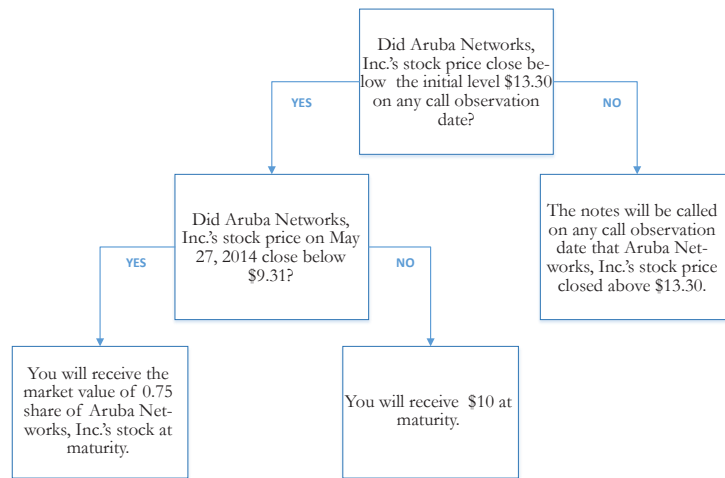 Did Aruba Networks,
Inc.'s stock price close be-
low the initial level $13.30
on any call observation
date?
YES
NO
Did Aruba Networks,
Inc.'s stock price on May
27, 2014 close below
$9.31?
The notes will be called
on any call observation
date that Aruba Net-
works, Inc.'s stock price
closed above $13.30.
YES
NO
You will receive the
market value of 0.75
share of Aruba Net-
works, Inc.'s stock at
maturity.
You will receive $10 at
maturity.